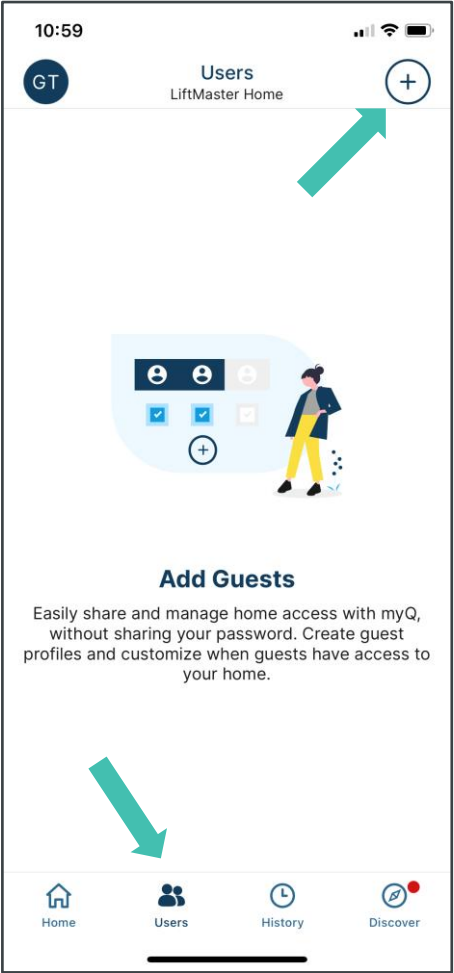 10:59
GT
Users
LiftMaster Home
Add Guests
Easily share and manage home access with myQ,
without sharing your password. Create guest
profiles and customize when guests have access to
your home.
Home
Users
History
Discover